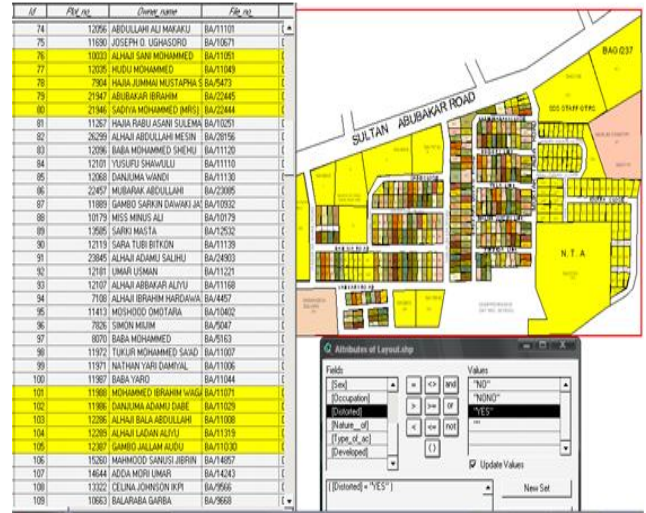 Id Plot_no Owner_name File_no
74 12056 ABDULLAHI ALI MAKAKU BA/11101
75 11690 JOSEPH O. UGHASORO BA/10671
76 10033 ALHAJI SANI MOHAMMED BA/11051
77 12035 HUDU MOHAMMED BA/11049
78 7904 HAJIA JUMMAI MUSTAPHA S BA/5473
79 21947 ABUBAKAR IBRAHIM BA/22445
80 21946 SADIYA MOHAMMED (MRS) BA/22444
81 11267 HAJIA RABU ASANI SULEMA BA/10251
82 26299 ALHAJI ABDULLAHI MESIN BA/28156
83 12096 BABA MOHAMMED SHEHU BA/11120
84 12101 YUSUFU SHAWULU BA/11110
85 12068 DANJUMA WANDI BA/11130
86 22457 MUBARAK ABDULLAHI BA/23085
87 11889 GAMBO SARKIN DAWAKI JA BA/10932
88 10179 MISS MINUS ALI BA/10179
89 13585 SARKI MASTA BA/12532
90 12119 SARA TUBI BITKON BA/11139
91 23845 ALHAJI ADAMU SALIHU BA/24903
92 12181 UMAR USMAN BA/11221
93 12107 ALHAJI ABBAKAR ALIYU BA/11168
94 7108 ALHAJI IBRAHIM HARDAWA BA/4457
95 11413 MOSHOOD OMOTARA BA/10402
96 7826 SIMON MIJIM BA/5047
97 8070 BABA MOHAMMED BA/5163
98 11972 TUKUR MOHAMMED SA'AD BA/11007
99 11971 NATHAN YARI DAMIYAL BA/11006
100 11987 BABA YARO BA/11044
101 11988 MOHAMMED IBRAHIM WAGA BA/11071
102 11986 DANJUMA ADAMU DABE BA/11029
103 12286 ALHAJI BALA ABDULLAHI BA/11008
104 12289 ALHAJI LADAN ALIYU BA/11319
105 12387 GAMBO JALLAM AUDU BA/11030
106 15260 MAHMOOD SANUSI JIBRIN BA/14857
107 14644 ADDA MORI UMAR BA/14243
108 13322 CELINA JOHNSON IKPI BA/9566
109 10663 BALARABA GARBA BA/9668
BAG /237
SULTAN ABUBAKAR ROAD
N. T. A
Attributes of Layout.shp
Fields Values
[Sex] = <> and "NO"
[Occupation] "NONO"
[Distorted] > >= or "YES"
[Nature_of] < <= not ""
[Type_of_ac]
[Developed] ()
Update Values
( [Distorted] = "YES" )
New Set